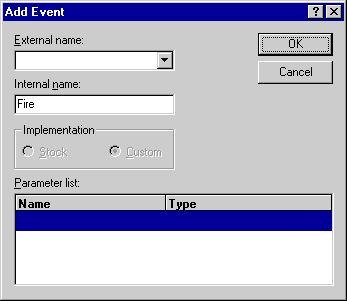 Add Event
External name:
OK
Cancel
Internal name:
Fire
Implementation
Stock Custom
Parameter list:
Name Type